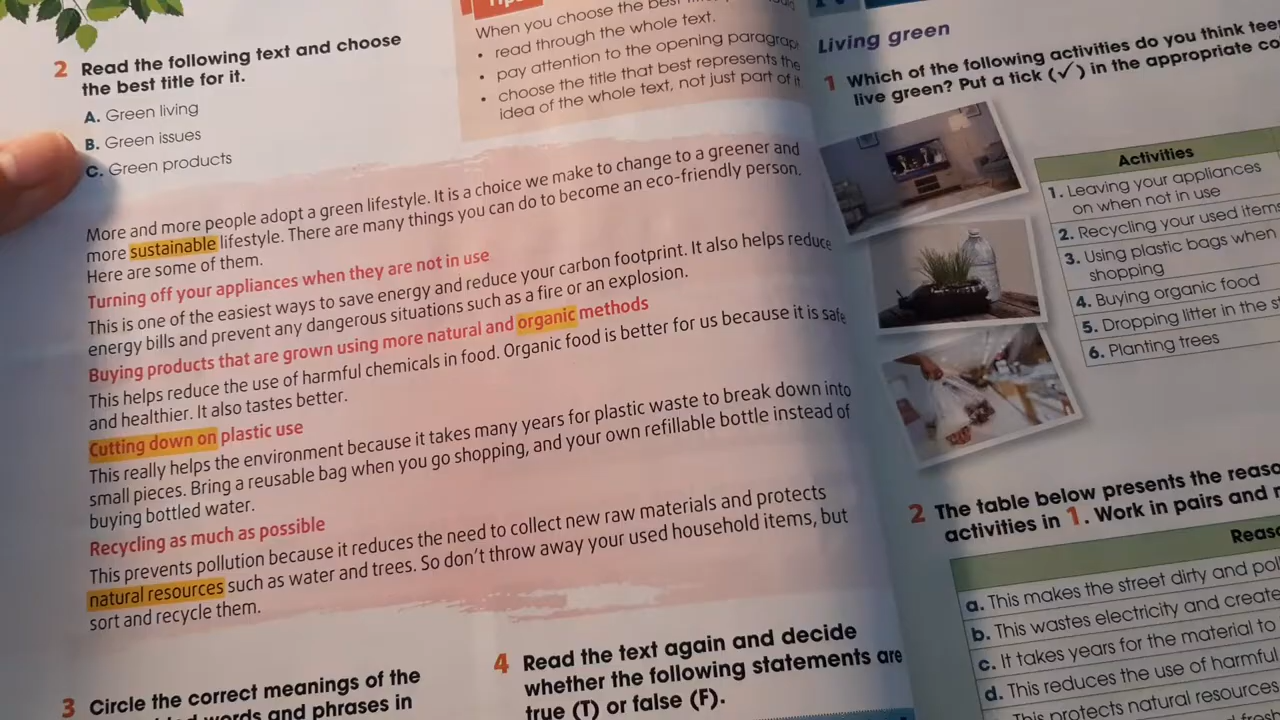 2 Read the following text and choose
the best title for it.
A. Green living
B. Green issues
C. Green products
When you choose the best
• read through the whole text.
• pay attention to the opening
• choose the title that best represents the
idea of the whole text, not just part of it
More and more people adopt a green lifestyle. It is a choice we make to change to a greener and
more sustainable lifestyle. There are many things you can do to become an eco-friendly person.
Here are some of them.
Turning off your appliances when they are not in use
This is one of the easiest ways to save energy and reduce your carbon footprint. It also helps reduce
energy bills and prevent any dangerous situations such as a fire or an explosion.
Buying products that are grown using more natural and organic methods
This helps reduce the use of harmful chemicals in food. Organic food is better for us because it is safe
and healthier. It also tastes better.
Cutting down on plastic use
This really helps the environment because it takes many years for plastic waste to break down into
small pieces. Bring a reusable bag when you go shopping, and your own refillable bottle instead of
buying bottled water.
Recycling as much as possible
This prevents pollution because it reduces the need to collect new raw materials and protects
natural resources such as water and trees. So don't throw away your used household items, but
sort and recycle them.
3 Circle the correct meanings of the
words and phrases in
4 Read the text again and decide
whether the following statements are
true (T) or false (F).
Living green
1 Which of the following activities do you think
live green? Put a tick (✓) in the appropriate
Activities
1. Leaving your appliances
on when not in use
2. Recycling your used items
3. Using plastic bags when
shopping
4. Buying organic food
5. Dropping litter in the
6. Planting trees
2 The table below presents the
activities in 1. Work in pairs and
a. This makes the street dirty and
b. This wastes electricity and
c. It takes years for the material to
d. This reduces the use of harmful
This protects natural resources